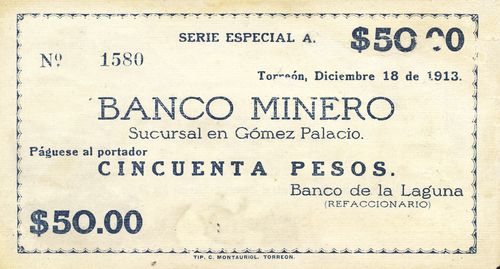 SERIE ESPECIAL A. $50.00
Nº 1580
Torreón, Diciembre 18 de 1913.
BANCO MINERO
Sucursal en Gómez Palacio.
Páguese al portador
CINCUENTA PESOS.
Banco de la Laguna
(REFACCIONARIO)
$50.00
TIP. C. MONTAURIOL. TORREON.